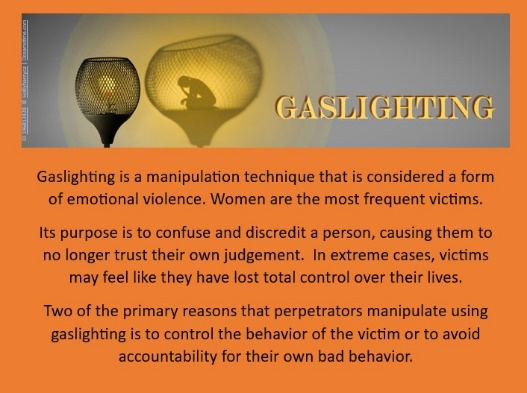 GASLIGHTING
Gaslighting is a manipulation technique that is considered a form
of emotional violence. Women are the most frequent victims.
Its purpose is to confuse and discredit a person, causing them to
no longer trust their own judgement.  In extreme cases, victims
may feel like they have lost total control over their lives.
Two of the primary reasons that perpetrators manipulate using
gaslighting is to control the behavior of the victim or to avoid
accountability for their own bad behavior.